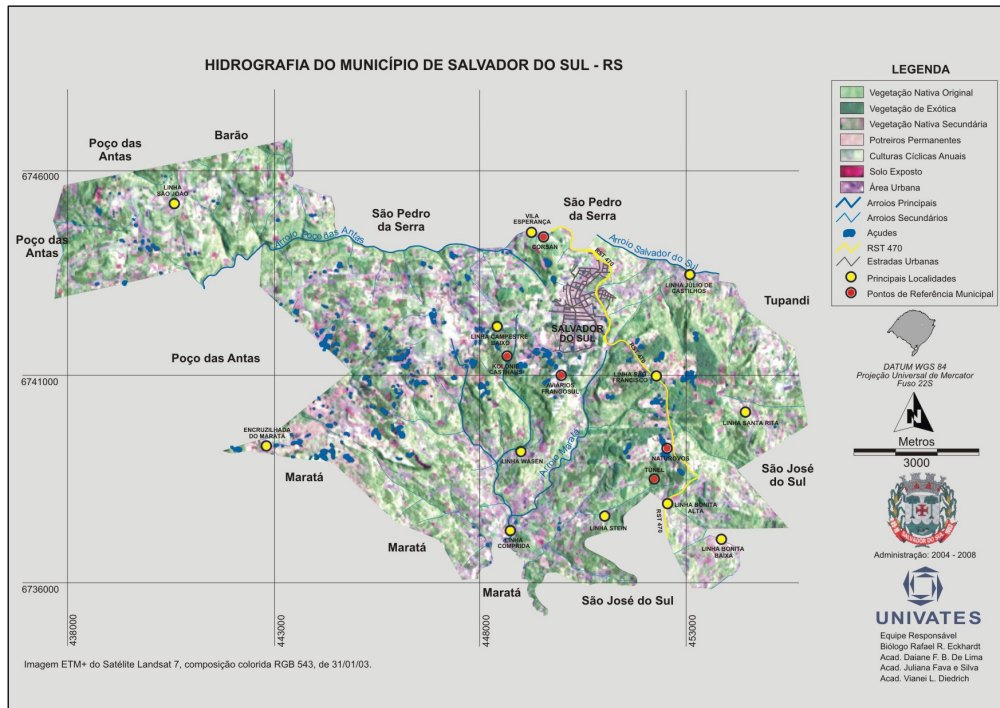 HIDROGRAFIA DO MUNICÍPIO DE SALVADOR DO SUL - RS
LEGENDA
Vegetação Nativa Original
Vegetação de Exótica
Vegetação Nativa Secundária
Potreiros Permanentes
Culturas Cíclicas Anuais
Solo Exposto
Área Urbana
Arroios Principais
Arroios Secundários
Açudes
RST 470
Estradas Urbanas
Principais Localidades
Pontos de Referência Municipal
DATUM WGS 84
Projeção Universal de Mercator
Fuso 22S
N
Metros
3000
SALVADOR DO SUL
Administração: 2004 - 2008
UNIVATES
Equipe Responsável
Biólogo Rafael R. Eckhardt
Acad. Daiane F. B. De Lima
Acad. Juliana Fava e Silva
Acad. Vianei L. Diedrich
Barão
Poço das
Antas
6746000
LINHA
SÃO JOÃO
São Pedro
da Serra
São Pedro
da Serra
VILA
ESPERANÇA
CORSAN
Poço das
Antas
Arroio Poço das Antas
Arroio Salvador do Sul
RST 470
LINHA JÚLIO DE
CASTILHOS
Tupandi
SALVADOR
DO SUL
LINHA CAMPESTRE
BAIXO
KOLONIE
GASTHAUS
RST 470
Poço das Antas
6741000
LINHA SÃO
FRANCISCO
AVIÁRIOS
FRANGOSUL
LINHA SANTA RITA
ENCRUZILHADA
DO MARATÁ
Arroio Maratá
LINHA WASEN
NATUROVOS
TÚNEL
Maratá
São José
do Sul
LINHA BONITA
ALTA
RST 470
LINHA STEIN
LINHA
COMPRIDA
LINHA BONITA
BAIXA
Maratá
6736000
Maratá
São José do Sul
438000
443000
448000
453000
Imagem ETM+ do Satélite Landsat 7, composição colorida RGB 543, de 31/01/03.